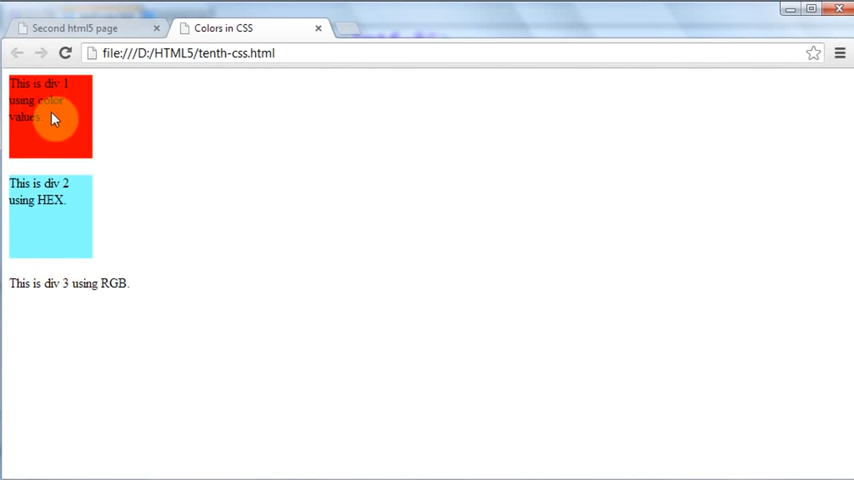 Second html5 page
Colors in CSS
file:///D:/HTML5/tenth-css.html
This is div 1
using color
values.
This is div 2
using HEX.
This is div 3 using RGB.